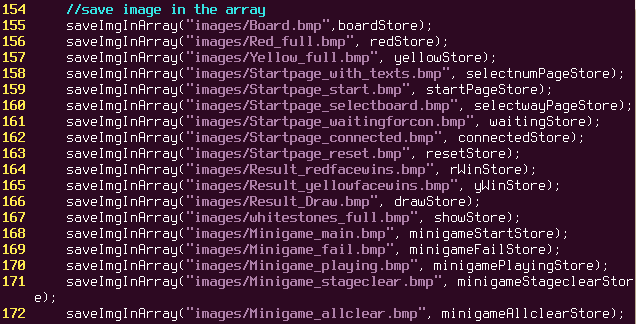 154 //save image in the array
155 saveImgInArray("images/Board.bmp",boardStore);
156 saveImgInArray("images/Red_full.bmp", redStore);
157 saveImgInArray("images/Yellow_full.bmp", yellowStore);
158 saveImgInArray("images/Startpage_with_texts.bmp", selectnumPageStore);
159 saveImgInArray("images/Startpage_start.bmp", startPageStore);
160 saveImgInArray("images/Startpage_selectboard.bmp", selectwayPageStore);
161 saveImgInArray("images/Startpage_waitingforcon.bmp", waitingStore);
162 saveImgInArray("images/Startpage_connected.bmp", connectedStore);
163 saveImgInArray("images/Startpage_reset.bmp", resetStore);
164 saveImgInArray("images/Result_redfacewins.bmp", rWinStore);
165 saveImgInArray("images/Result_yellowfacewins.bmp", yWinStore);
166 saveImgInArray("images/Result_Draw.bmp", drawStore);
167 saveImgInArray("images/whitestones_full.bmp", showStore);
168 saveImgInArray("images/Minigame_main.bmp", minigameStartStore);
169 saveImgInArray("images/Minigame_fail.bmp", minigameFailStore);
170 saveImgInArray("images/Minigame_playing.bmp", minigamePlayingStore);
171 saveImgInArray("images/Minigame_stageclear.bmp", minigameStageclearStor
e);
172 saveImgInArray("images/Minigame_allclear.bmp", minigameAllclearStore);